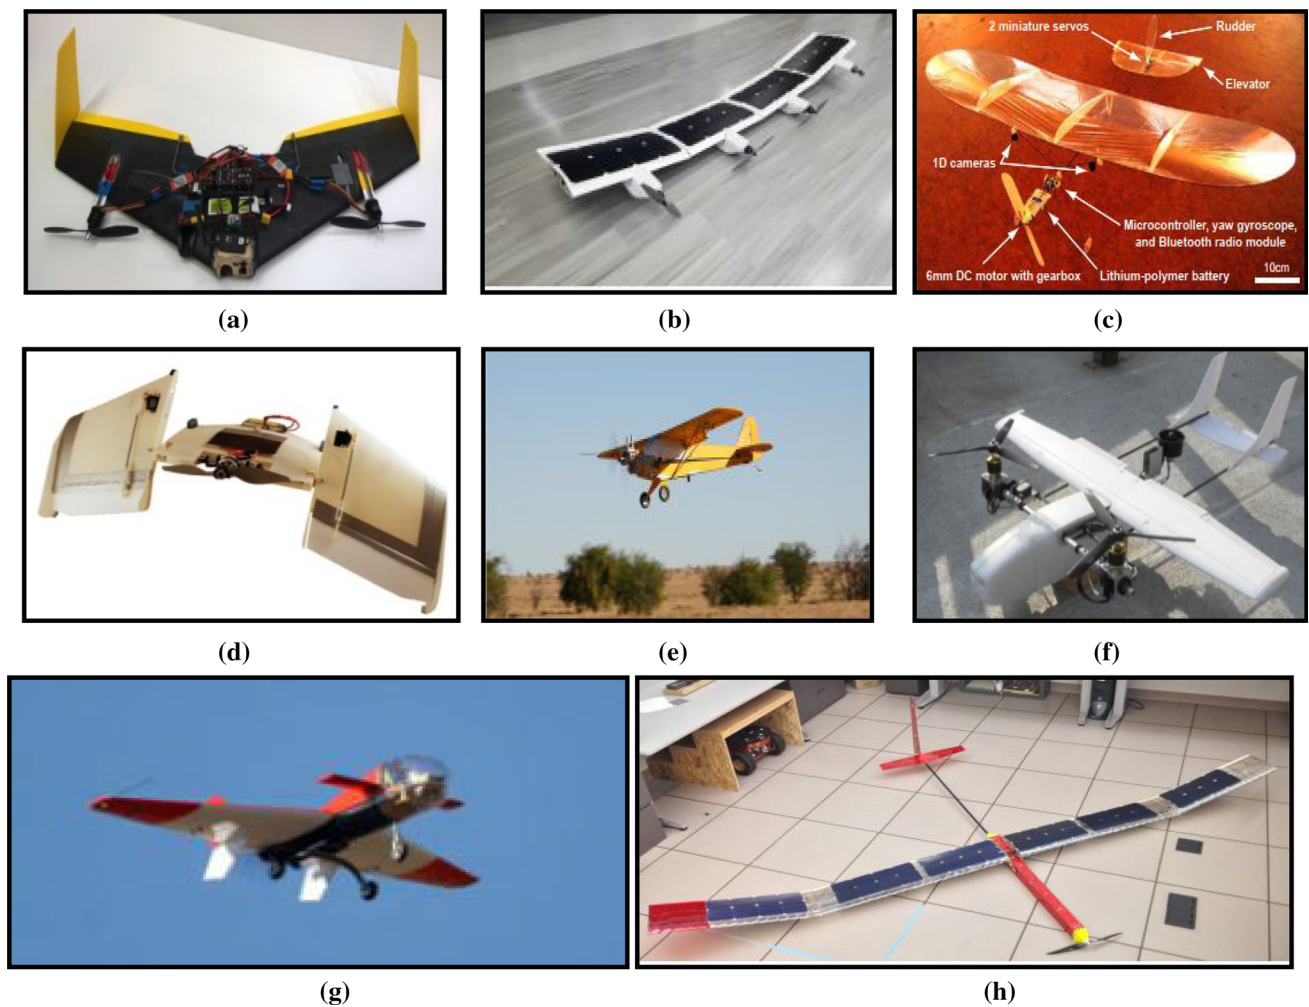 2 miniature servos
Rudder
Elevator
1D cameras
Microcontroller, yaw gyroscope,
and Bluetooth radio module
6mm DC motor with gearbox
Lithium-polymer battery
10cm
(a)
(b)
(c)
(d)
(e)
(f)
(g)
(h)